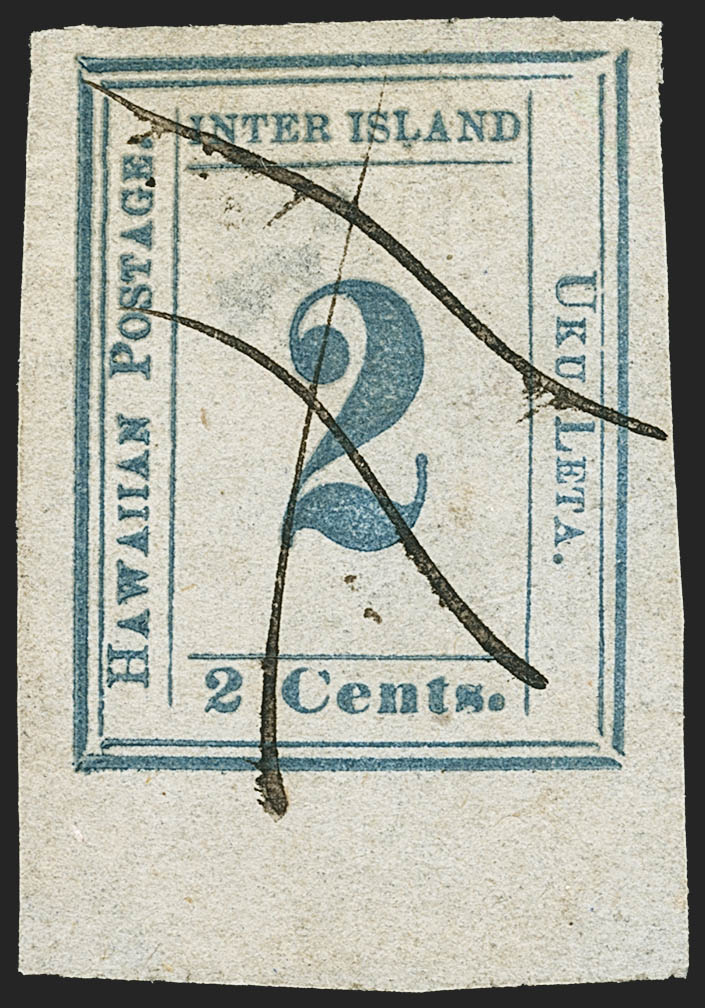 INTER ISLAND
HAWAIIAN POSTAGE.
2
UKU LETA.
2 Cents.